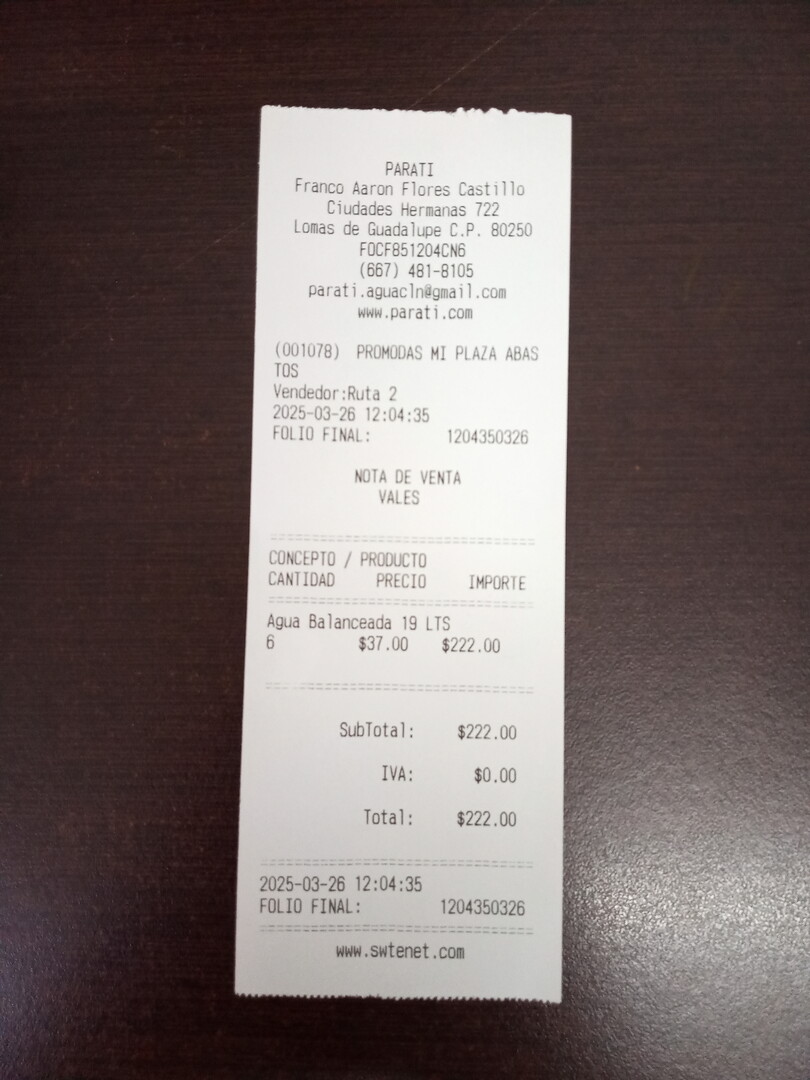 PARATI
Franco Aaron Flores Castillo
Ciudades Hermanas 722
Lomas de Guadalupe C.P. 80250
FOCF851204CN6
(667) 481-8105
parati.aguacln@gmail.com
www.parati.com
(001078) PROMODAS MI PLAZA ABAS
TOS
Vendedor:Ruta 2
2025-03-26 12:04:35
FOLIO FINAL: 1204350326
NOTA DE VENTA
VALES
================================
CONCEPTO / PRODUCTO
CANTIDAD PRECIO IMPORTE
================================
Agua Balanceada 19 LTS
6 $37.00 $222.00
================================
SubTotal: $222.00
IVA: $0.00
Total: $222.00
================================
2025-03-26 12:04:35
FOLIO FINAL: 1204350326
================================
www.swtenet.com